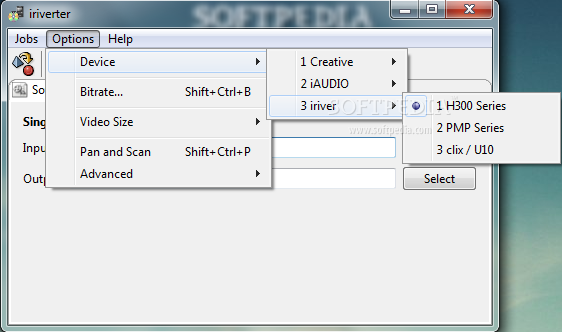 SOFTPEDIA
iriverter
Jobs Options Help
Device
Bitrate... Shift+Ctrl+B
Video Size
Pan and Scan Shift+Ctrl+P
Advanced
1 Creative
2 iAUDIO
3 iriver
SOFTPEDIA
www.softpedia.com
1 H300 Series
2 PMP Series
3 clix / U10
So
Sing
Inpu
Outp
Select